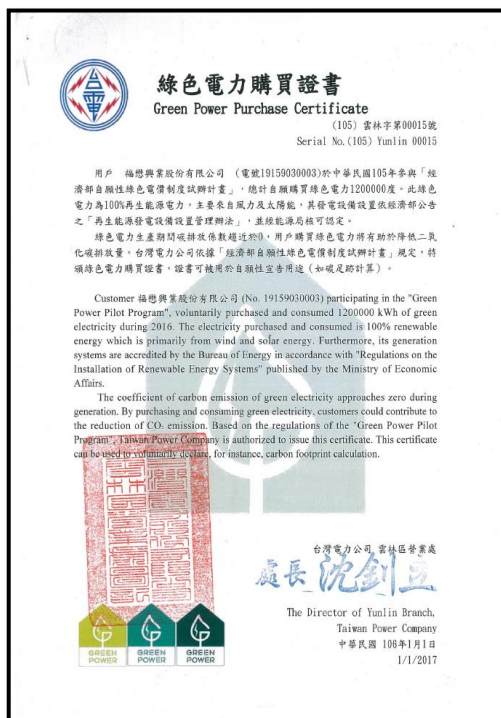 台電
綠色電力購買證書
Green Power Purchase Certificate
(105) 雲林字第00015號
Serial No.(105) Yunlin 00015
用戶 福懋興業股份有限公司 (電號19159030003)於中華民國105年參與「經
濟部自願性綠色電價制度試辦計畫」，總計自願購買綠色電力1200000度。此綠色
電力為100%再生能源電力，主要來自風力及太陽能，其發電設備設置依經濟部公告
之「再生能源發電設備設置管理辦法」，並經能源局核可認定。
綠色電力生產期間碳排放係數趨近於0，用戶購買綠色電力將有助於降低二氧
化碳排放量。台灣電力公司依據「經濟部自願性綠色電價制度試辦計畫」規定，特
頒綠色電力購買證書，證書可被用於自願性宣告用途（如碳足跡計算）。
Customer 福懋興業股份有限公司 (No. 19159030003) participating in the "Green
Power Pilot Program", voluntarily purchased and consumed 1200000 kWh of green
electricity during 2016. The electricity purchased and consumed is 100% renewable
energy which is primarily from wind and solar energy. Furthermore, its generation
systems are accredited by the Bureau of Energy in accordance with "Regulations on the
Installation of Renewable Energy Systems" published by the Ministry of Economic
Affairs.
The coefficient of carbon emission of green electricity approaches zero during
generation. By purchasing and consuming green electricity, customers could contribute to
the reduction of CO₂ emission. Based on the regulations of the "Green Power Pilot
Program", Taiwan Power Company is authorized to issue this certificate. This certificate
can be used to voluntarily declare, for instance, carbon footprint calculation.
台灣電力公司 雲林區營業處
處長 沈創立
The Director of Yunlin Branch,
Taiwan Power Company
中華民國 106年1月1日
1/1/2017
GREEN POWER
GREEN POWER
GREEN POWER